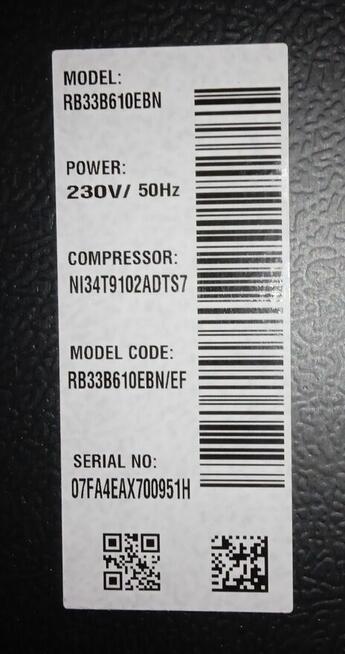 MODEL:
RB33B610EBN
POWER:
230V/ 50Hz
COMPRESSOR:
NI34T9102ADTS7
MODEL CODE:
RB33B610EBN/EF
SERIAL NO:
07FA4EAX700951H